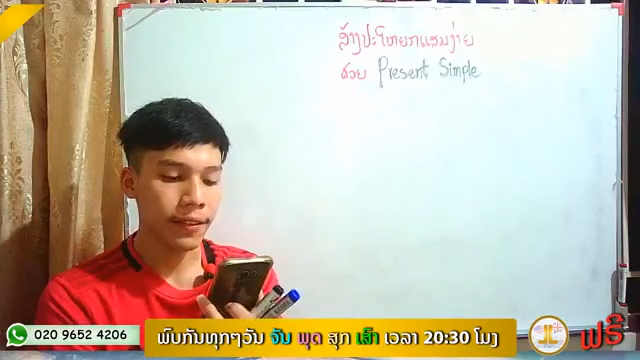 ສ້າງປະໂຫຍກແສນງ່າຍ
ດ້ວຍ Present Simple
020 9652 4206
ພົບກັນທຸກໆວັນ ຈັນ ພຸດ ສຸກ ເສົາ ເວລາ 20:30 ໂມງ
ຟຣີ